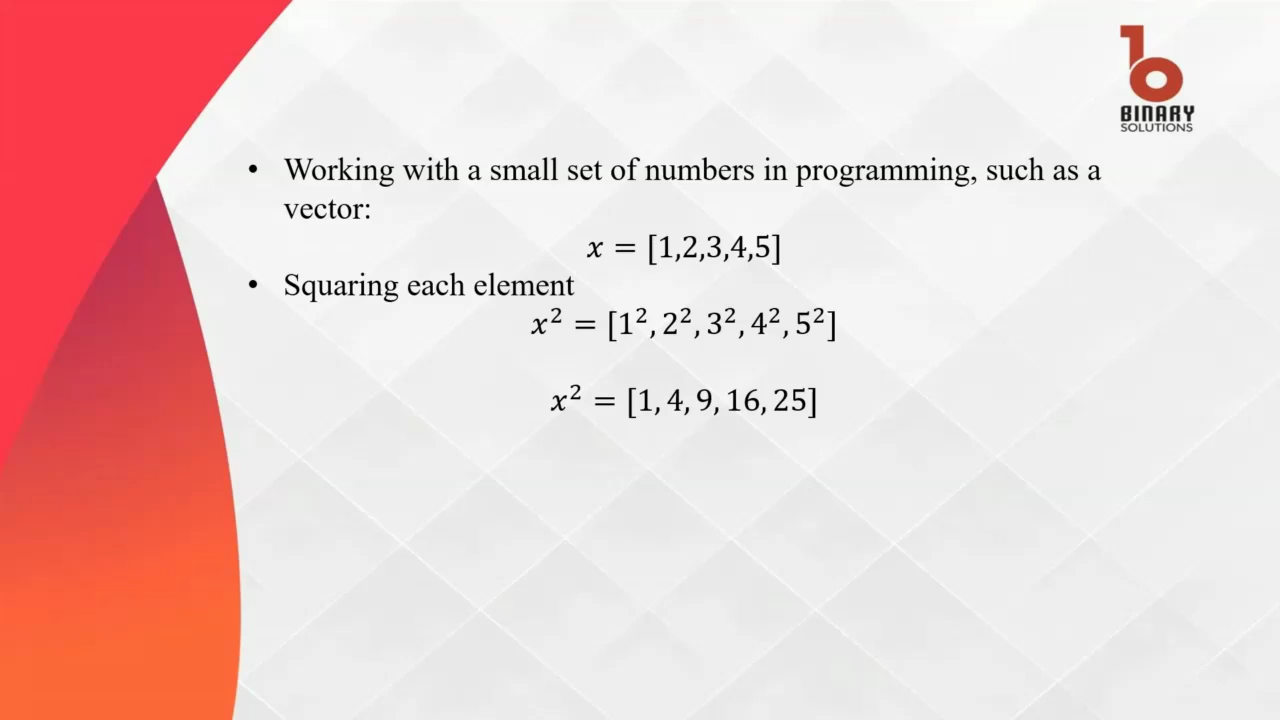 BINARY
SOLUTIONS
• Working with a small set of numbers in programming, such as a
vector:
x = [1,2,3,4,5]
• Squaring each element
x² = [1², 2², 3², 4², 5²]
x² = [1, 4, 9, 16, 25]